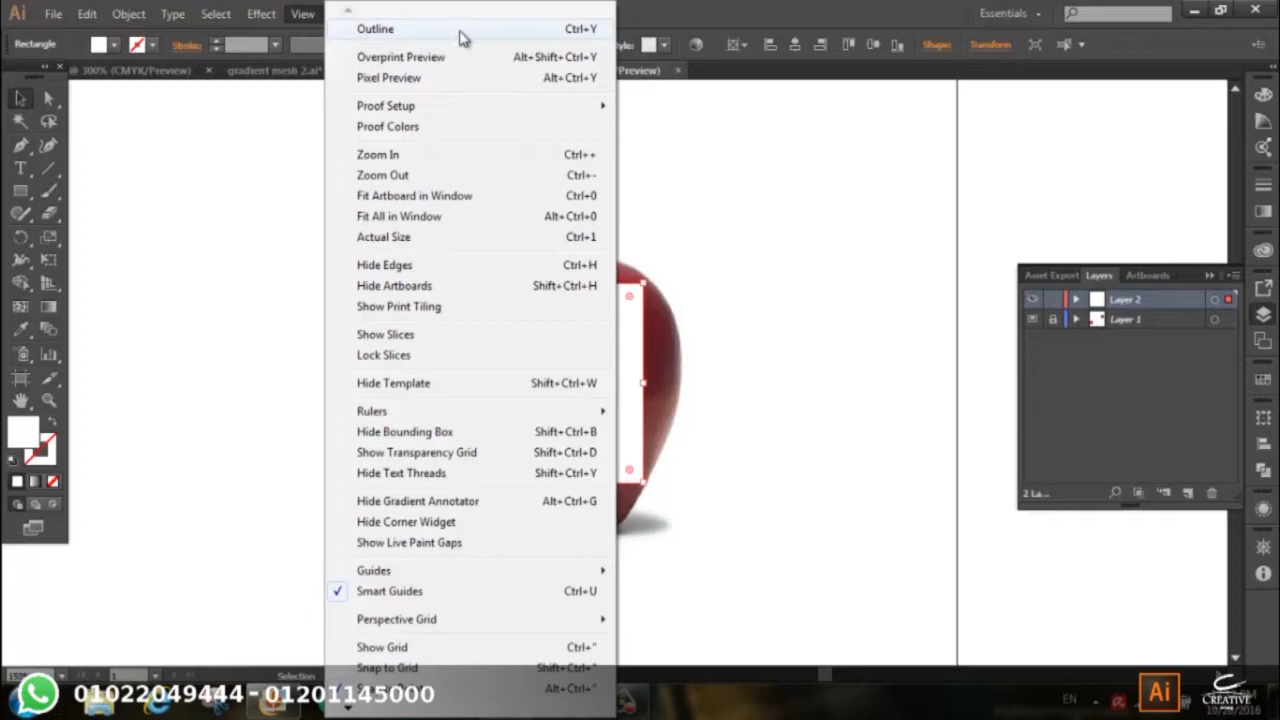 Ai File Edit Object Type Select Effect View Essentials
Rectangle Stroke: Shape: Transform
@ 300% (CMYK/Preview) × gradient mesh 2.ai* /Preview) ×
Outline Ctrl+Y
Overprint Preview Alt+Shift+Ctrl+Y
Pixel Preview Alt+Ctrl+Y
Proof Setup
Proof Colors
Zoom In Ctrl++
Zoom Out Ctrl+-
Fit Artboard in Window Ctrl+0
Fit All in Window Alt+Ctrl+0
Actual Size Ctrl+1
Hide Edges Ctrl+H
Hide Artboards Shift+Ctrl+H
Show Print Tiling
Show Slices
Lock Slices
Hide Template Shift+Ctrl+W
Rulers
Hide Bounding Box Shift+Ctrl+B
Show Transparency Grid Shift+Ctrl+D
Hide Text Threads Shift+Ctrl+Y
Hide Gradient Annotator Alt+Ctrl+G
Hide Corner Widget
Show Live Paint Gaps
Guides
Smart Guides Ctrl+U
Perspective Grid
Show Grid Ctrl+"
Snap to Grid Shift+Ctrl+"
Alt+Ctrl+"
Asset Export Layers Artboards
Layer 2
Layer 1
2 La...
1 Selection
01022049444 - 01201145000
EN
Ai
CREATIVE